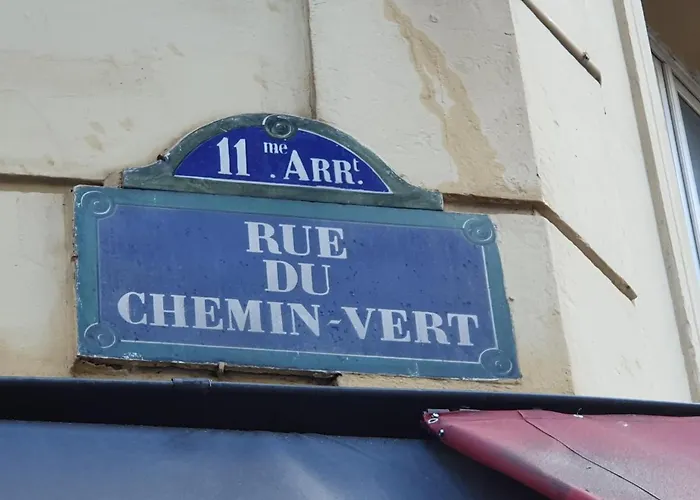 11me. ARRt.
RUE
DU
CHEMIN-VERT